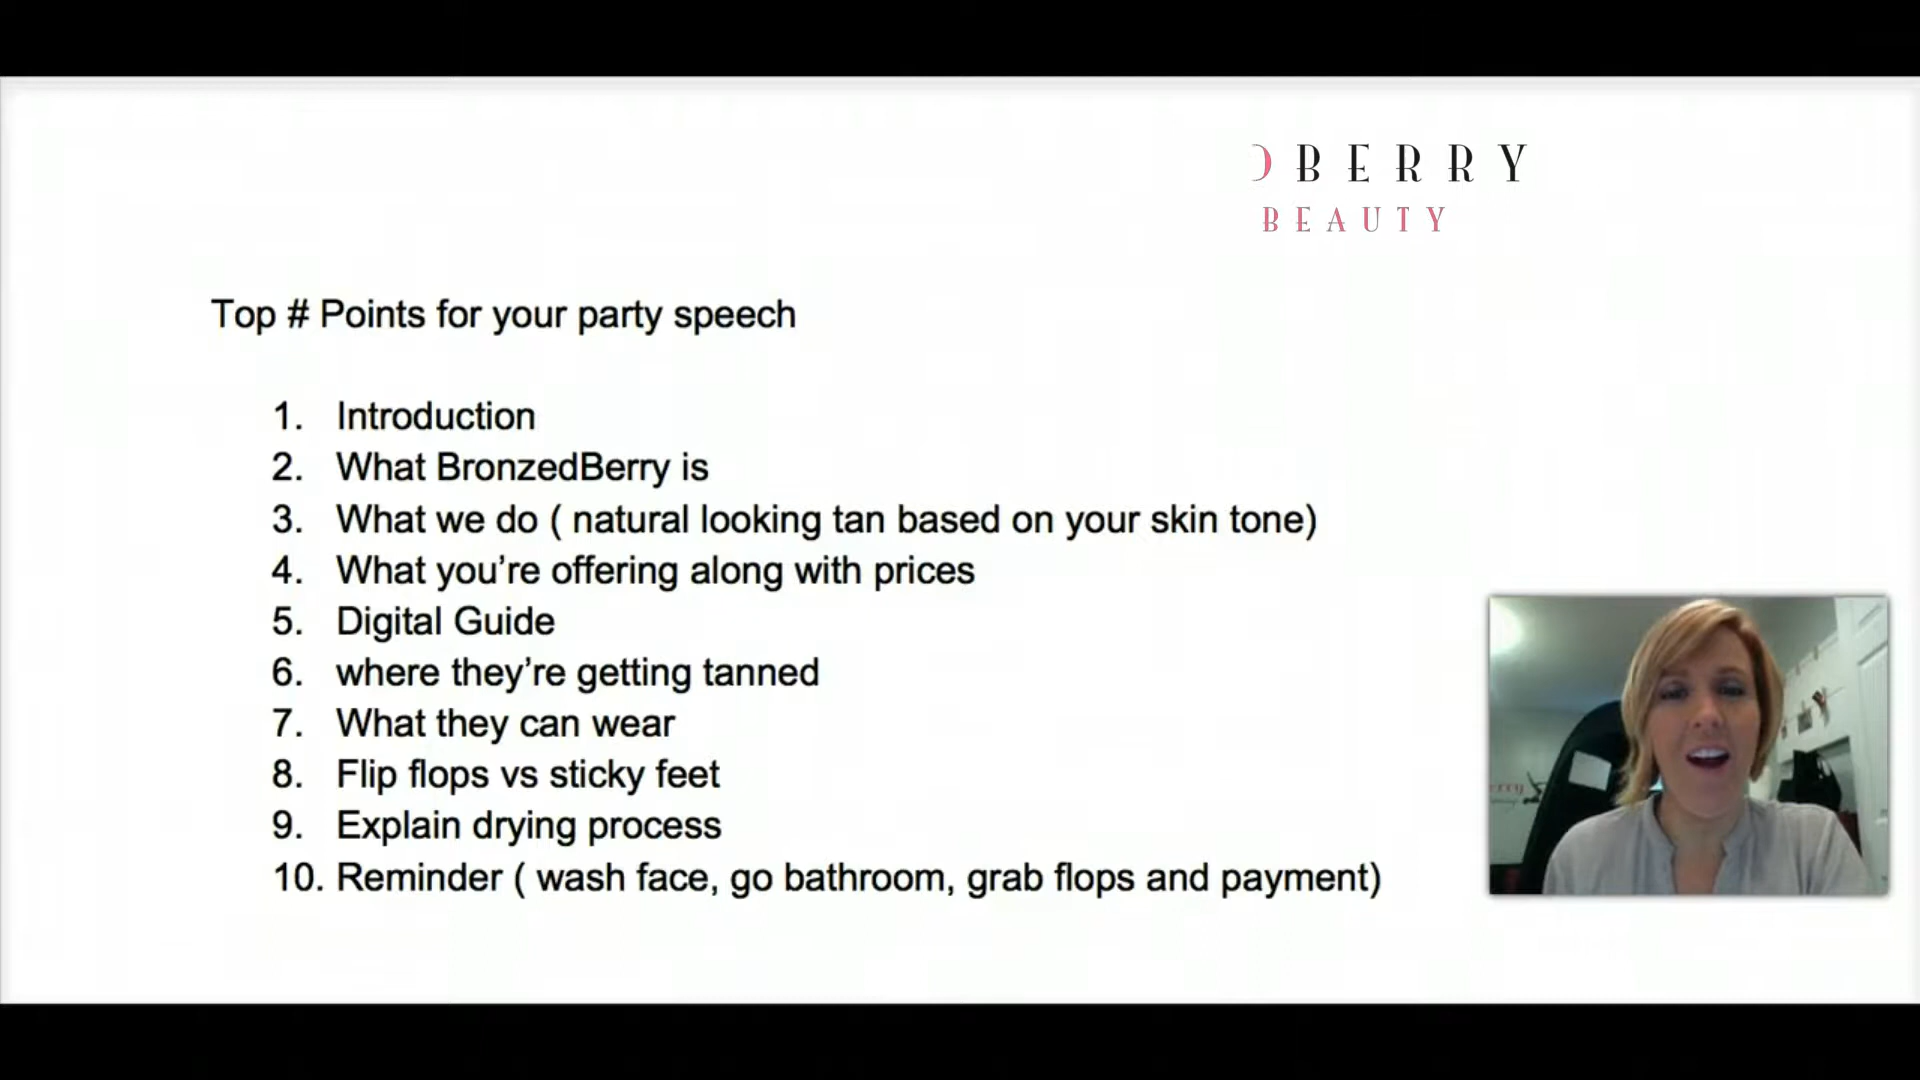 BERRY
BEAUTY
Top # Points for your party speech
1. Introduction
2. What BronzedBerry is
3. What we do ( natural looking tan based on your skin tone)
4. What you’re offering along with prices
5. Digital Guide
6. where they’re getting tanned
7. What they can wear
8. Flip flops vs sticky feet
9. Explain drying process
10. Reminder ( wash face, go bathroom, grab flops and payment)